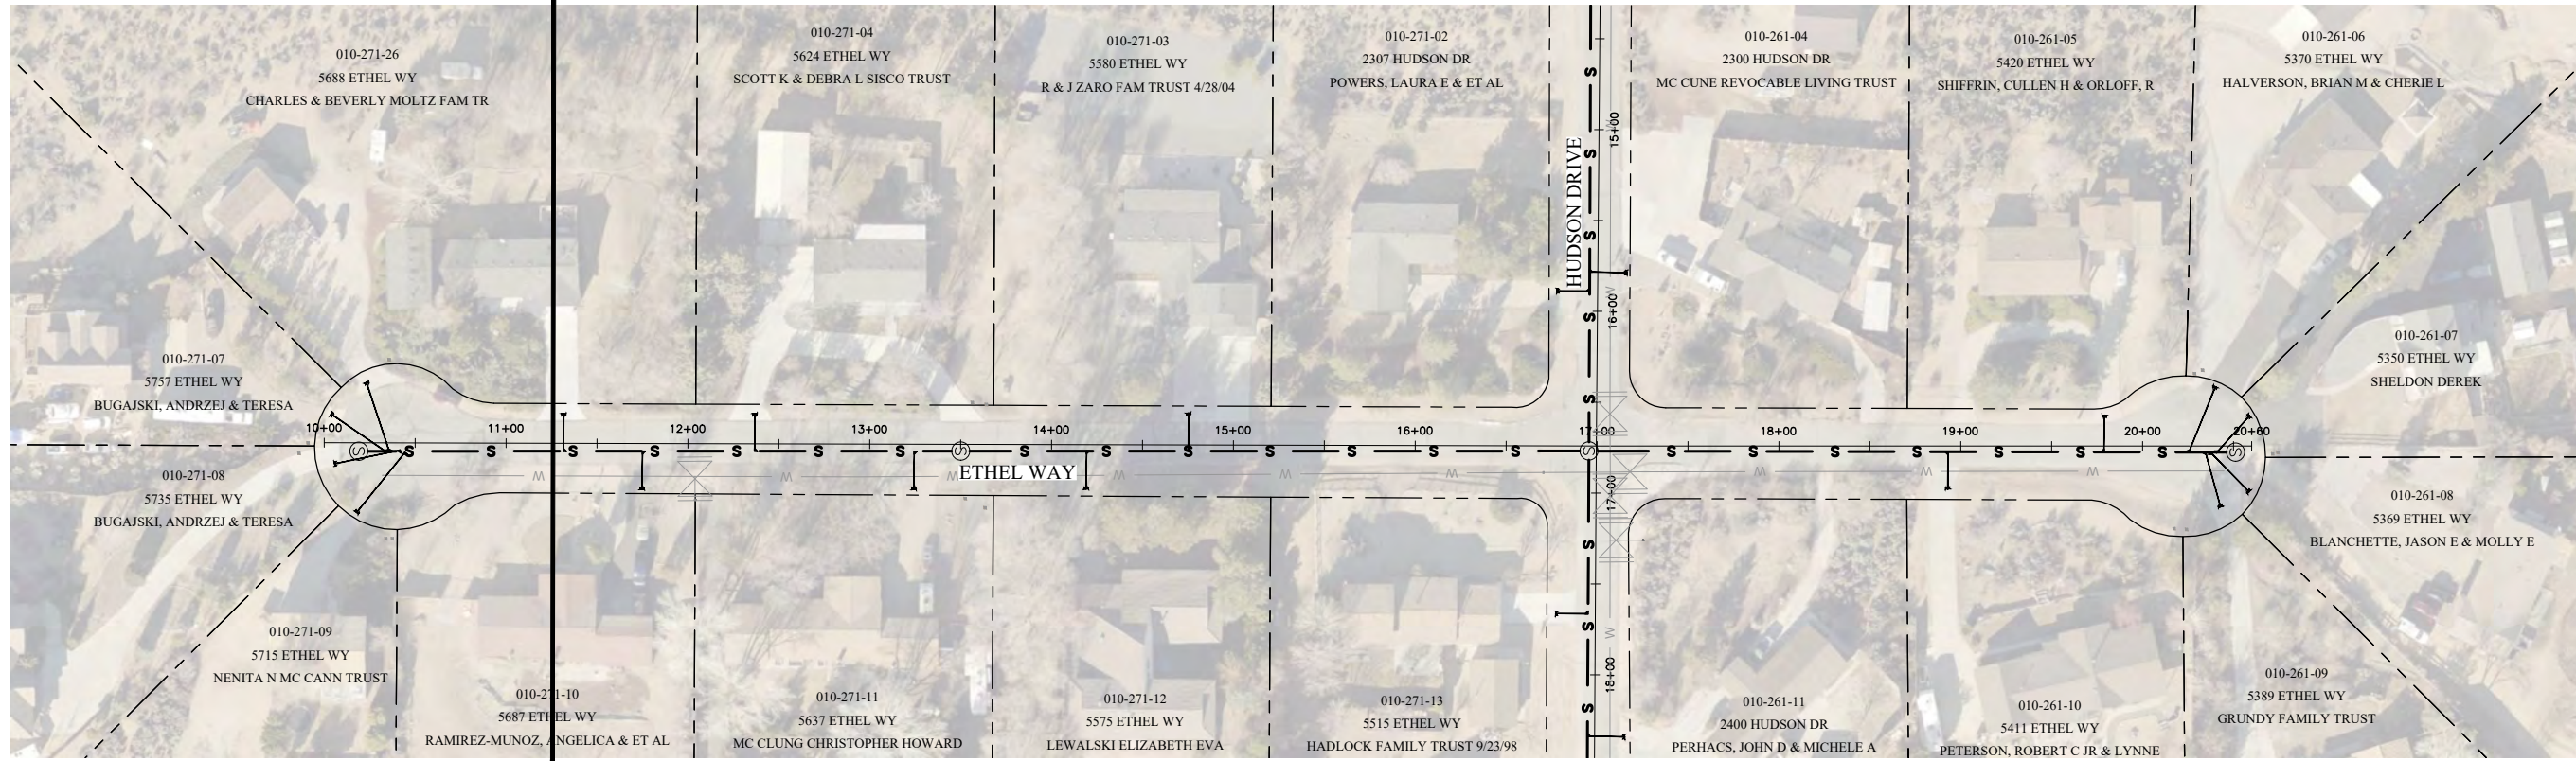 010-271-26
5688 ETHEL WY
CHARLES & BEVERLY MOLTZ FAM TR
010-271-04
5624 ETHEL WY
SCOTT K & DEBRA L SISCO TRUST
010-271-03
5580 ETHEL WY
R & J ZARO FAM TRUST 4/28/04
010-271-02
2307 HUDSON DR
POWERS, LAURA E & ET AL
010-261-04
2300 HUDSON DR
MC CUNE REVOCABLE LIVING TRUST
010-261-05
5420 ETHEL WY
SHIFFRIN, CULLEN H & ORLOFF, R
010-261-06
5370 ETHEL WY
HALVERSON, BRIAN M & CHERIE L
HUDSON DRIVE
15+00
16+00
010-271-07
5757 ETHEL WY
BUGAJSKI, ANDRZEJ & TERESA
010-261-07
5350 ETHEL WY
SHELDON DEREK
10+00
11+00
12+00
13+00
14+00
15+00
16+00
17+00
18+00
19+00
20+00
20+60
S S S S S S S S S S S S S S S S S S S S S S S
ETHEL WAY
W W W W W W W W W
17+00
18+00
010-271-08
5735 ETHEL WY
BUGAJSKI, ANDRZEJ & TERESA
010-261-08
5369 ETHEL WY
BLANCHETTE, JASON E & MOLLY E
010-271-09
5715 ETHEL WY
NENITA N MC CANN TRUST
010-271-10
5687 ETHEL WY
RAMIREZ-MUNOZ, ANGELICA & ET AL
010-271-11
5637 ETHEL WY
MC CLUNG CHRISTOPHER HOWARD
010-271-12
5575 ETHEL WY
LEWALSKI ELIZABETH EVA
010-271-13
5515 ETHEL WY
HADLOCK FAMILY TRUST 9/23/98
010-261-11
2400 HUDSON DR
PERHACS, JOHN D & MICHELE A
010-261-10
5411 ETHEL WY
PETERSON, ROBERT C JR & LYNNE
010-261-09
5389 ETHEL WY
GRUNDY FAMILY TRUST